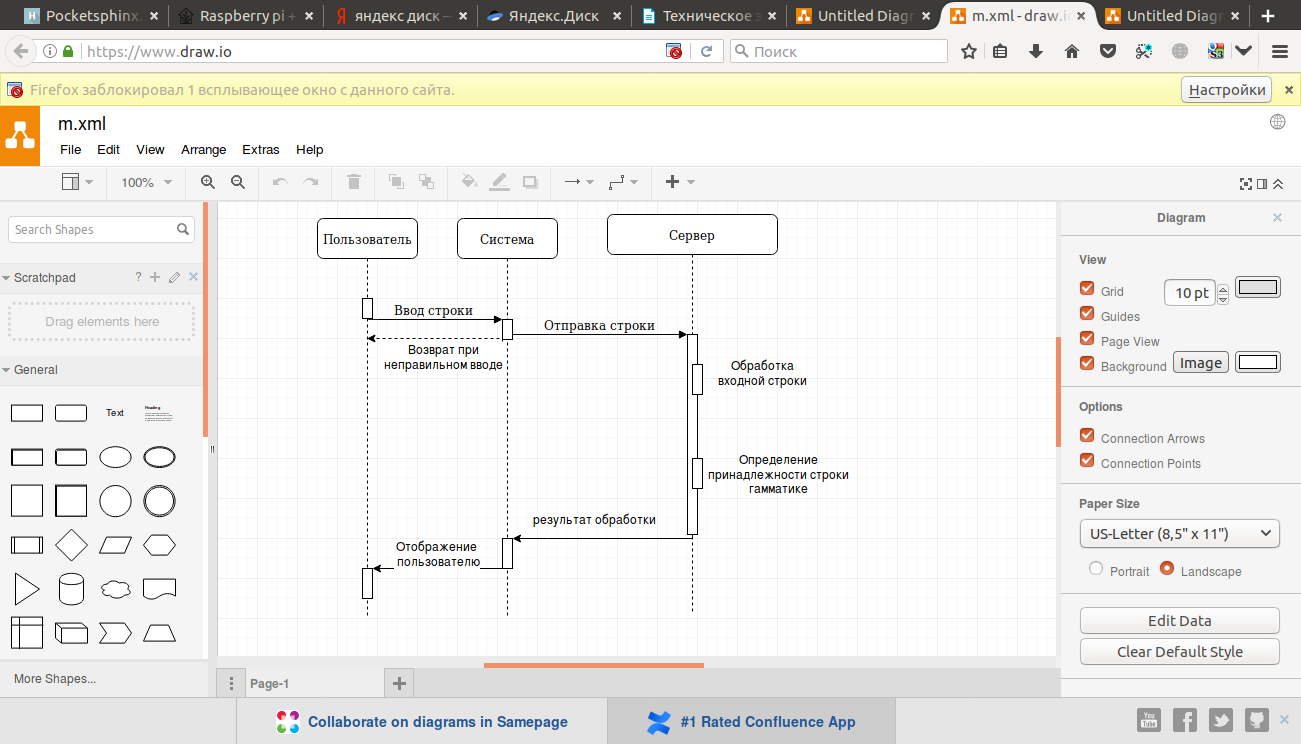 Pocketsphinx.
Raspberry pi +
яндекс диск –
Яндекс.Диск
Техническое з
Untitled Diagr
m.xml - draw.i
Untitled Diagr
https://www.draw.io
Поиск
Firefox заблокировал 1 всплывающее окно с данного сайта.
Настройки
m.xml
File Edit View Arrange Extras Help
100%
Search Shapes
Scratchpad
?
Drag elements here
General
Text
Heading
More Shapes...
Пользователь
Система
Сервер
Ввод строки
Отправка строки
Возврат при
неправильном вводе
Обработка
входной строки
Определение
принадлежности строки
гамматике
результат обработки
Отображение
пользователю
Page-1
Diagram
View
Grid
10 pt
Guides
Page View
Background
Image
Options
Connection Arrows
Connection Points
Paper Size
US-Letter (8,5" x 11")
Portrait
Landscape
Edit Data
Clear Default Style
Collaborate on diagrams in Samepage
#1 Rated Confluence App
You
Tube